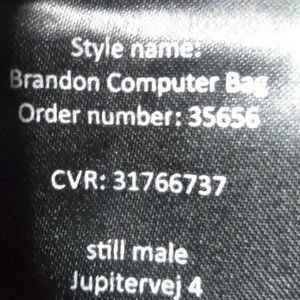 Style name:
Brandon Computer Bag
Order number: 35656
CVR: 31766737
still male
Jupitervej 4